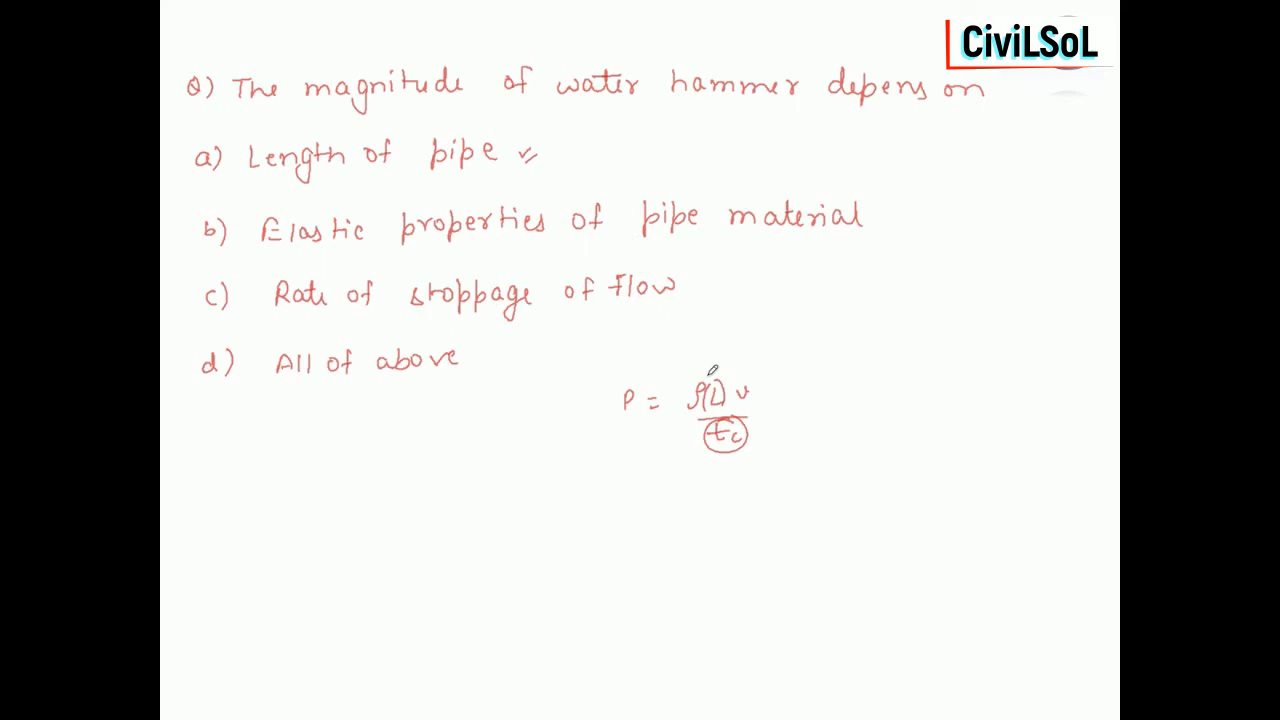 CiviLSoL
Q) The magnitude of water hammer depens on
a) Length of pipe ✓
b) Elastic properties of pipe material
c) Rate of stoppage of flow
d) All of above
P = ρ(L) v
tc